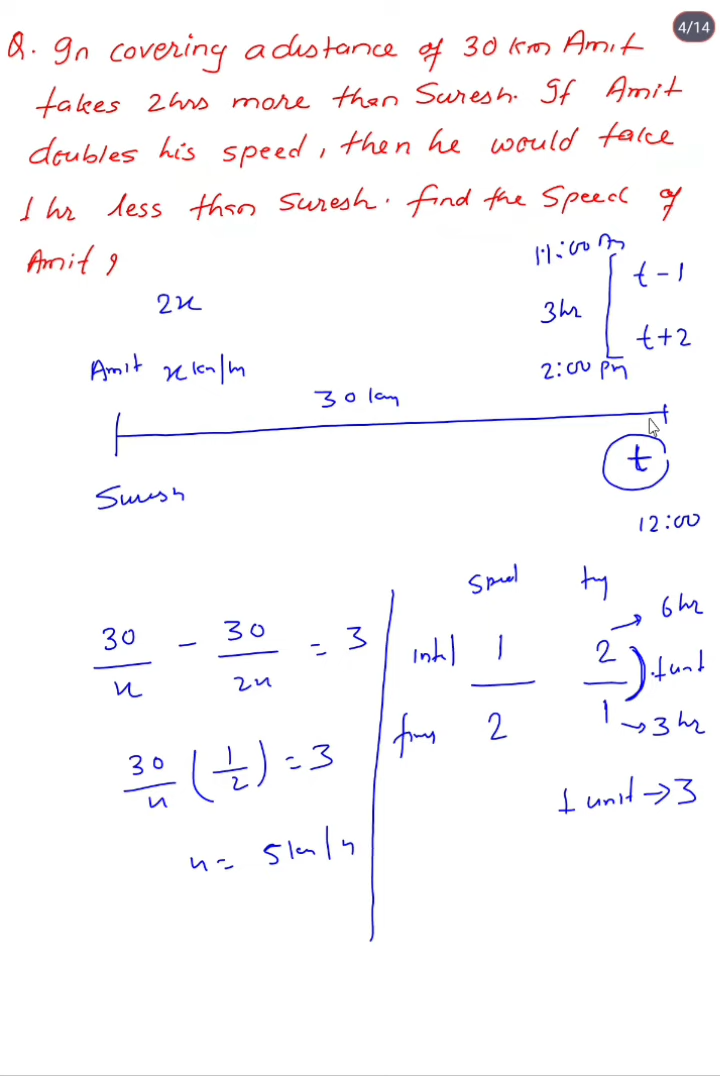 4/14
Q. In covering a distance of 30 km Amit
takes 2hrs more than Suresh. If Amit
doubles his speed, then he would take
1 hr less than Suresh. find the Speed of
Amit ?
11:00 Am
t-1
2x
3hr
t+2
Amit x km/h
2:00 pm
30 km
t
Suresh
12:00
Speed
6 hr
30/x - 30/2x = 3
1 2
1 unit
2 1
3 hr
30/x (1/2) = 3
1 unit → 3
x = 5 km/h